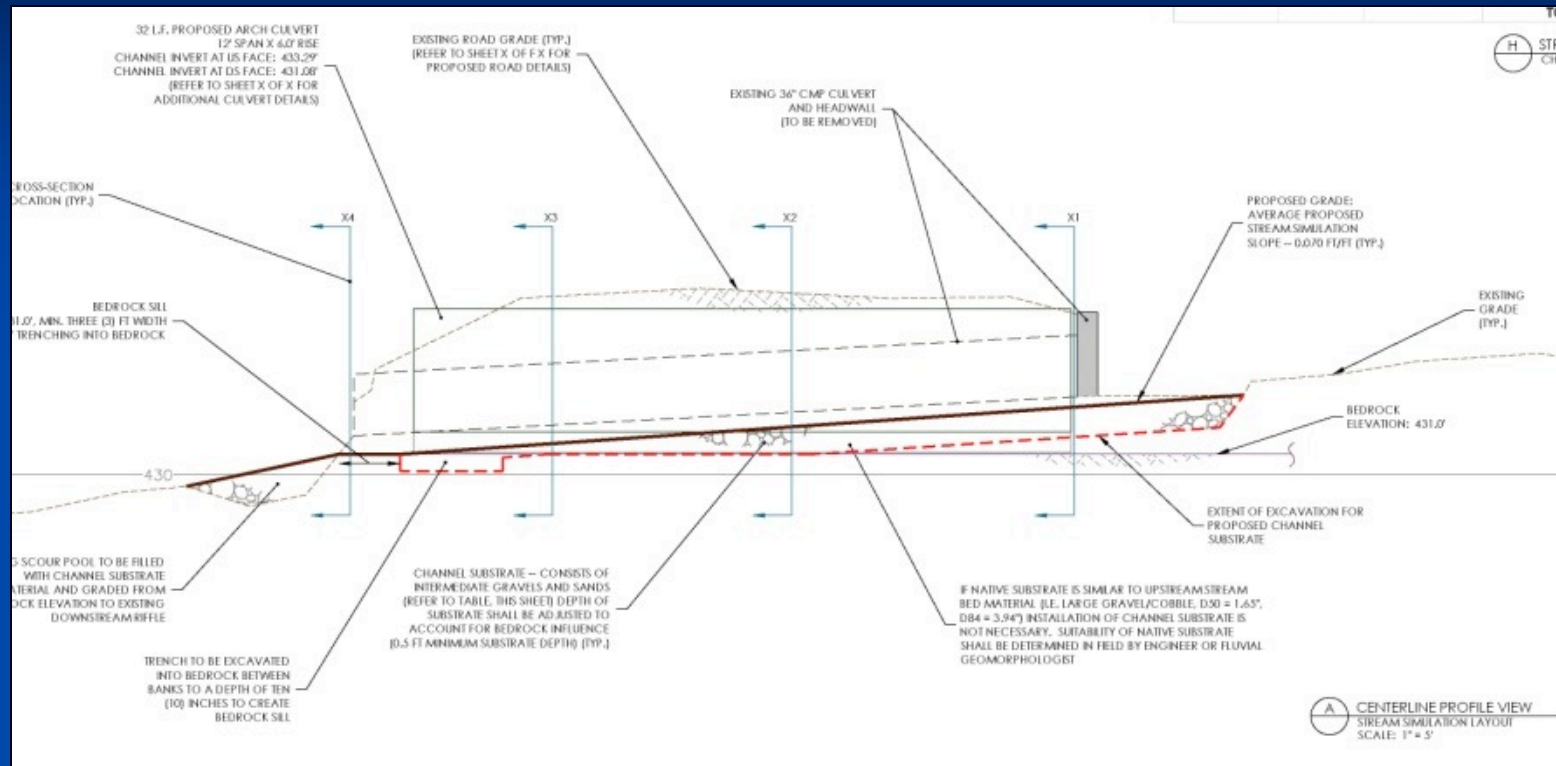 32 L.F. PROPOSED ARCH CULVERT
12' SPAN X 6.0' RISE
CHANNEL INVERT AT US FACE: 433.29'
CHANNEL INVERT AT DS FACE: 431.08'
(REFER TO SHEET X OF X FOR
ADDITIONAL CULVERT DETAILS)
EXISTING ROAD GRADE (TYP.)
(REFER TO SHEET X OF F X FOR
PROPOSED ROAD DETAILS)
EXISTING 36" CMP CULVERT
AND HEADWALL
(TO BE REMOVED)
H
CROSS-SECTION
LOCATION (TYP.)
X4
X3
X2
X1
PROPOSED GRADE:
AVERAGE PROPOSED
STREAM SIMULATION
SLOPE -- 0.070 FT/FT (TYP.)
BEDROCK SILL
MIN. THREE (3) FT WIDTH
TRENCHING INTO BEDROCK
EXISTING
GRADE
(TYP.)
BEDROCK
ELEVATION: 431.0'
430
EXTENT OF EXCAVATION FOR
PROPOSED CHANNEL
SUBSTRATE
SCOUR POOL TO BE FILLED
WITH CHANNEL SUBSTRATE
MATERIAL AND GRADED FROM
ELEVATION TO EXISTING
DOWNSTREAM RIFFLE
CHANNEL SUBSTRATE -- CONSISTS OF
INTERMEDIATE GRAVELS AND SANDS
(REFER TO TABLE, THIS SHEET) DEPTH OF
SUBSTRATE SHALL BE ADJUSTED TO
ACCOUNT FOR BEDROCK INFLUENCE
(0.5 FT MINIMUM SUBSTRATE DEPTH) (TYP.)
IF NATIVE SUBSTRATE IS SIMILAR TO UPSTREAM STREAM
BED MATERIAL (I.E. LARGE GRAVEL/COBBLE, D50 = 1.65",
D84 = 3.94") INSTALLATION OF CHANNEL SUBSTRATE IS
NOT NECESSARY. SUITABILITY OF NATIVE SUBSTRATE
SHALL BE DETERMINED IN FIELD BY ENGINEER OR FLUVIAL
GEOMORPHOLOGIST
TRENCH TO BE EXCAVATED
INTO BEDROCK BETWEEN
BANKS TO A DEPTH OF TEN
(10) INCHES TO CREATE
BEDROCK SILL
A
CENTERLINE PROFILE VIEW
STREAM SIMULATION LAYOUT
SCALE: 1" = 5'